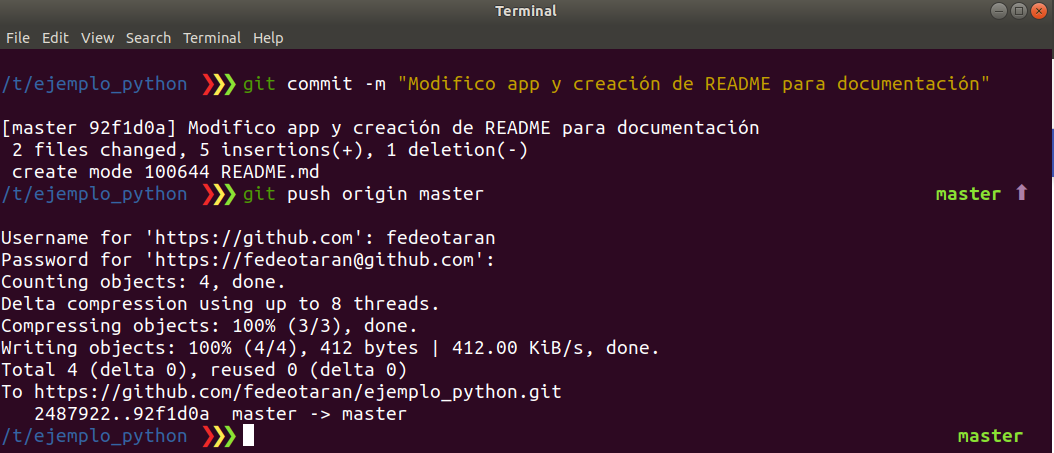 Terminal
File Edit View Search Terminal Help
/t/ejemplo_python ❯❯❯ git commit -m "Modifico app y creación de README para documentación"
[master 92f1d0a] Modifico app y creación de README para documentación
 2 files changed, 5 insertions(+), 1 deletion(-)
 create mode 100644 README.md
/t/ejemplo_python ❯❯❯ git push origin master master ⬆
Username for 'https://github.com': fedeotaran
Password for 'https://fedeotaran@github.com':
Counting objects: 4, done.
Delta compression using up to 8 threads.
Compressing objects: 100% (3/3), done.
Writing objects: 100% (4/4), 412 bytes | 412.00 KiB/s, done.
Total 4 (delta 0), reused 0 (delta 0)
To https://github.com/fedeotaran/ejemplo_python.git
   2487922..92f1d0a  master -> master
/t/ejemplo_python ❯❯❯ master